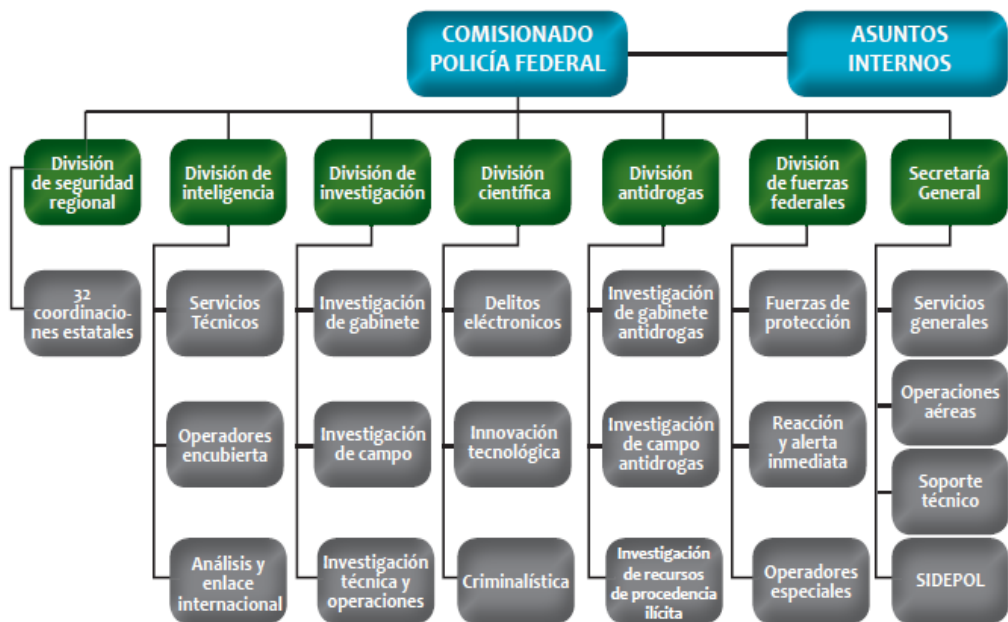 COMISIONADO
POLICÍA FEDERAL
ASUNTOS
INTERNOS
División
de seguridad
regional
División de
inteligencia
División de
investigación
División
científica
División
antidrogas
División
de fuerzas
federales
Secretaría
General
32
coordinacio-
nes estatales
Servicios
Técnicos
Investigación
de gabinete
Delitos
eléctronicos
Investigación
de gabinete
antidrogas
Fuerzas de
protección
Servicios
generales
Operadores
encubierta
Investigación
de campo
Innovación
tecnológica
Investigación
de campo
antidrogas
Reacción
y alerta
inmediata
Operaciones
aéreas
Soporte
técnico
Análisis y
enlace
internacional
Investigación
técnica y
operaciones
Criminalística
Investigación
de recursos
de procedencia
ilícita
Operadores
especiales
SIDEPOL